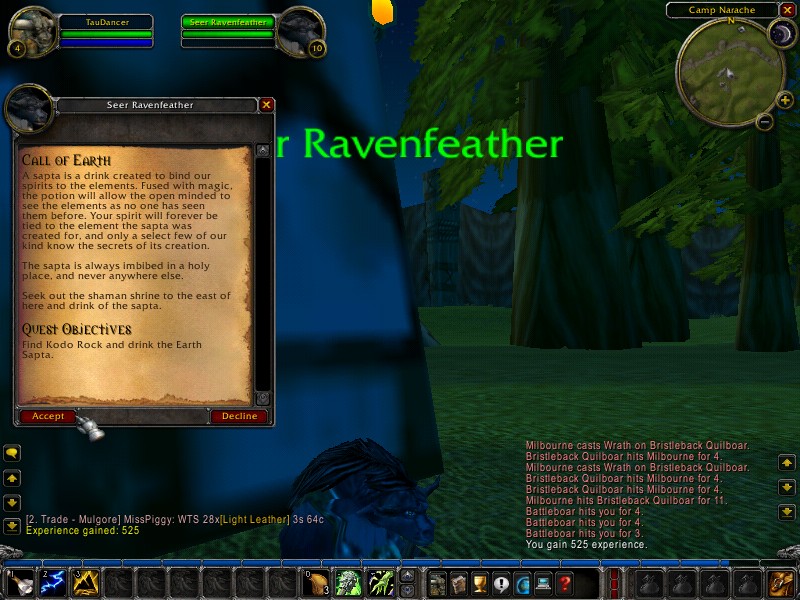 TauDancer
4
Seer Ravenfeather
10
Camp Narache
N
Seer Ravenfeather
r Ravenfeather
Call of Earth
A sapta is a drink created to bind our
spirits to the elements. Fused with magic,
the potion will allow the open minded to
see the elements as no one has seen
them before. Your spirit will forever be
tied to the element the sapta was
created for, and only a select few of our
kind know the secrets of its creation.
The sapta is always imbibed in a holy
place, and never anywhere else.
Seek out the shaman shrine to the east of
here and drink of the sapta.
Quest Objectives
Find Kodo Rock and drink the Earth
Sapta.
Accept
Decline
[2. Trade - Mulgore] MissPiggy: WTS 28x[Light Leather] 3s 64c
Experience gained: 525
Milbourne casts Wrath on Bristleback Quilboar.
Bristleback Quilboar hits Milbourne for 4.
Milbourne casts Wrath on Bristleback Quilboar.
Bristleback Quilboar hits Milbourne for 4.
Bristleback Quilboar hits Milbourne for 4.
Milbourne hits Bristleback Quilboar for 11.
Battleboar hits you for 4.
Battleboar hits you for 4.
Battleboar hits you for 3.
You gain 525 experience.
1
2
3
0
3